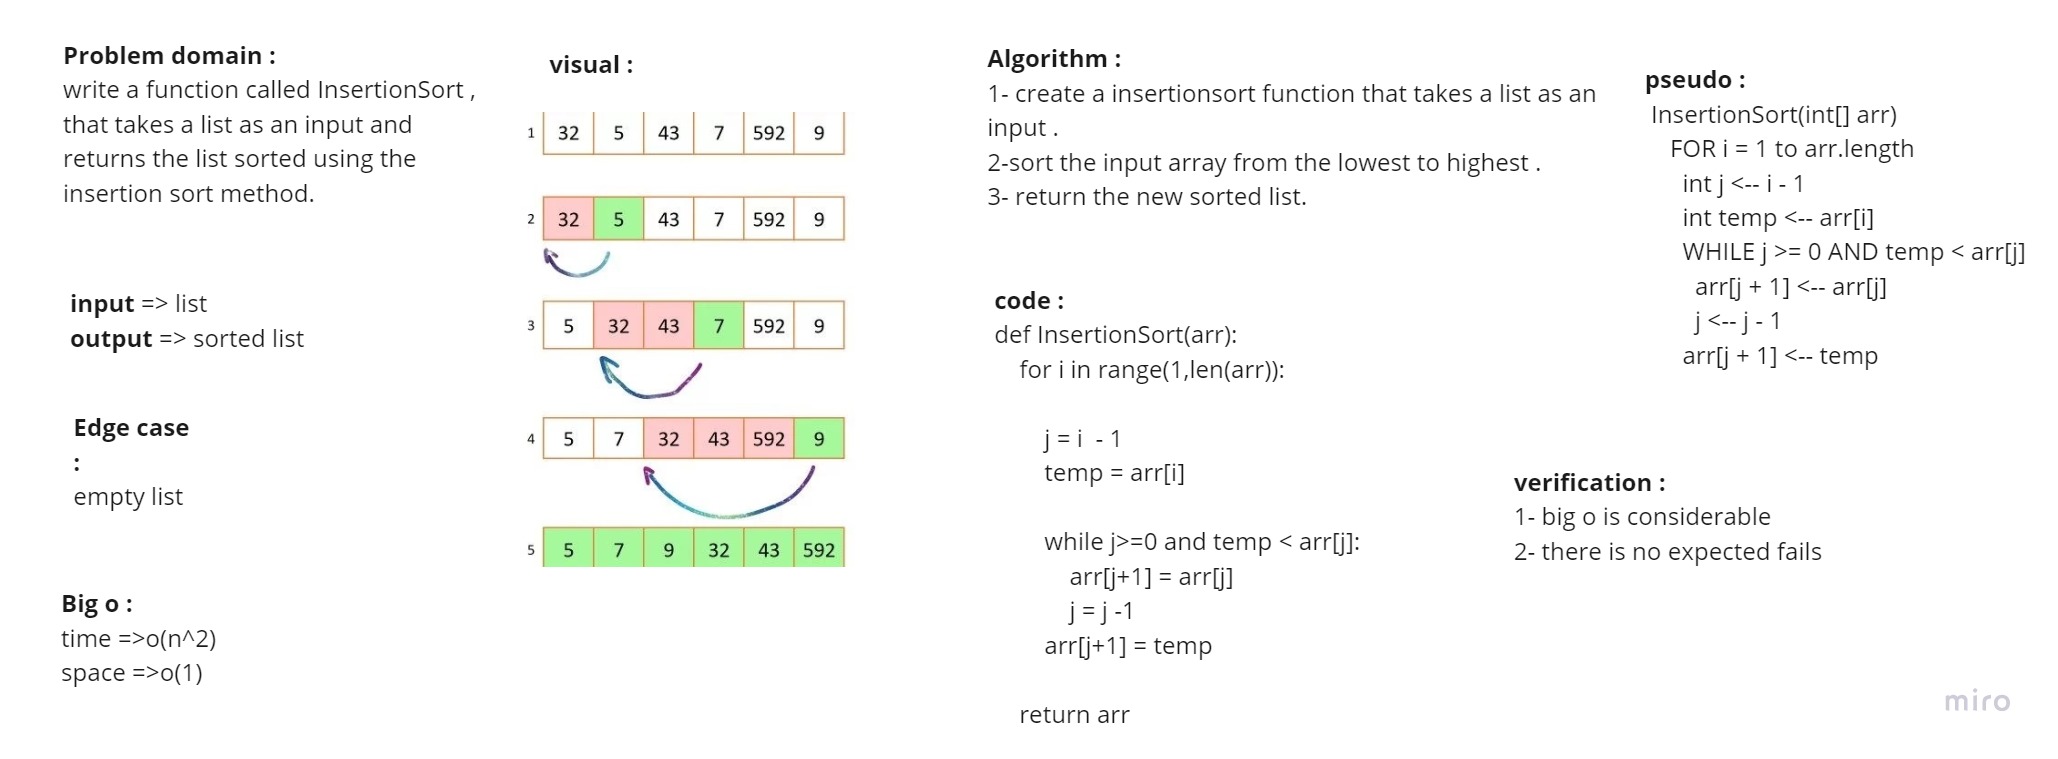 Problem domain :
write a function called InsertionSort ,
that takes a list as an input and
returns the list sorted using the
insertion sort method.
input => list
output => sorted list
Edge case
:
empty list
Big o :
time =>o(n^2)
space =>o(1)
visual :
1 32 5 43 7 592 9
2 32 5 43 7 592 9
3 5 32 43 7 592 9
4 5 7 32 43 592 9
5 5 7 9 32 43 592
Algorithm :
1- create a insertionsort function that takes a list as an
input .
2-sort the input array from the lowest to highest .
3- return the new sorted list.
code :
def InsertionSort(arr):
for i in range(1,len(arr)):
j = i - 1
temp = arr[i]
while j>=0 and temp < arr[j]:
arr[j+1] = arr[j]
j = j -1
arr[j+1] = temp
return arr
pseudo :
InsertionSort(int[] arr)
FOR i = 1 to arr.length
int j <-- i - 1
int temp <-- arr[i]
WHILE j >= 0 AND temp < arr[j]
arr[j + 1] <-- arr[j]
j <-- j - 1
arr[j + 1] <-- temp
verification :
1- big o is considerable
2- there is no expected fails
miro